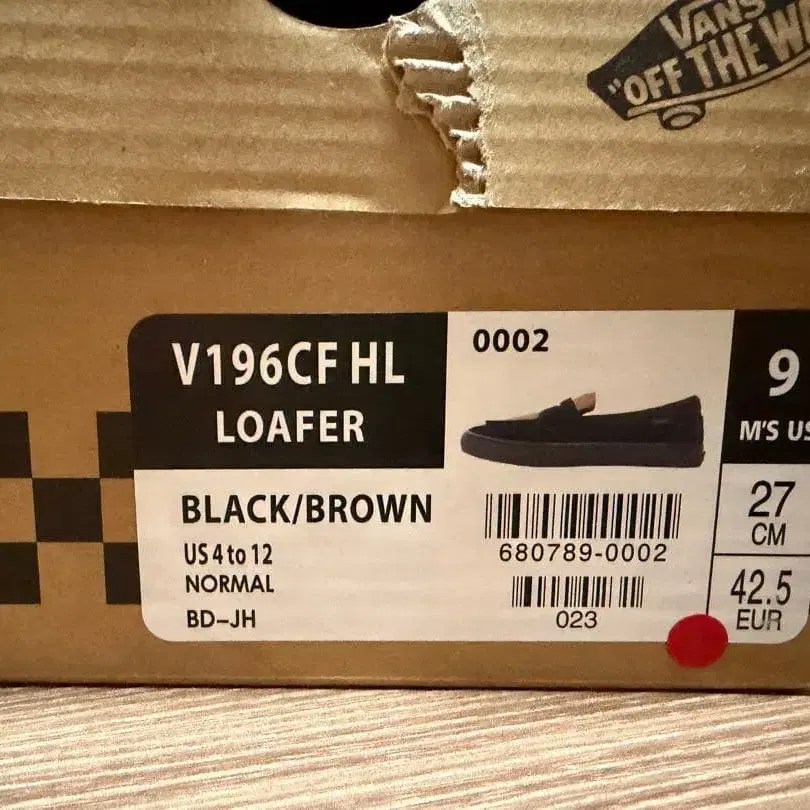 VANS
"OFF THE
V196CF HL
LOAFER
BLACK/BROWN
US 4 to 12
NORMAL
BD-JH
0002
680789-0002
023
9
M'S US
27
CM
42.5
EUR